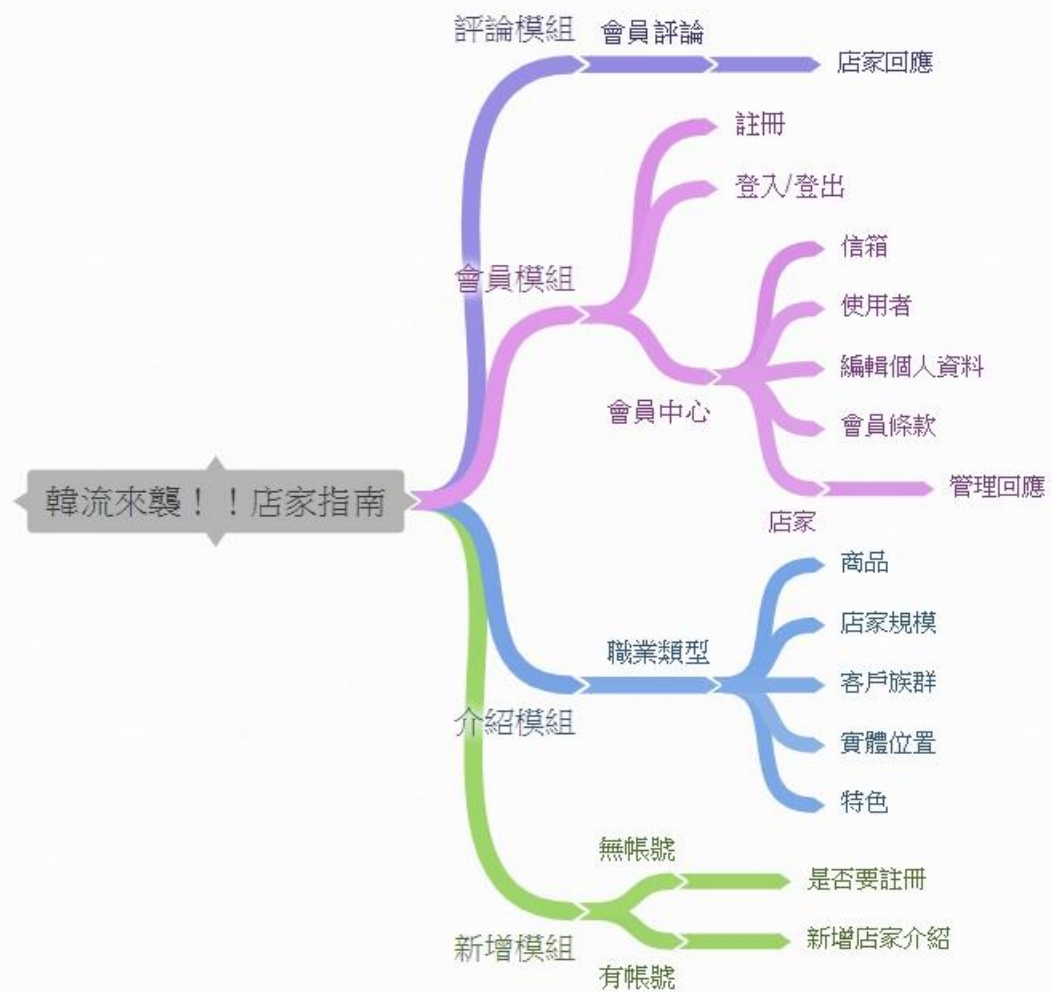 評論模組
會員評論
店家回應
註冊
登入/登出
會員模組
信箱
使用者
編輯個人資料
會員中心
會員條款
管理回應
店家
韓流來襲！！店家指南
商品
店家規模
職業類型
客戶族群
介紹模組
實體位置
特色
無帳號
是否要註冊
新增模組
新增店家介紹
有帳號